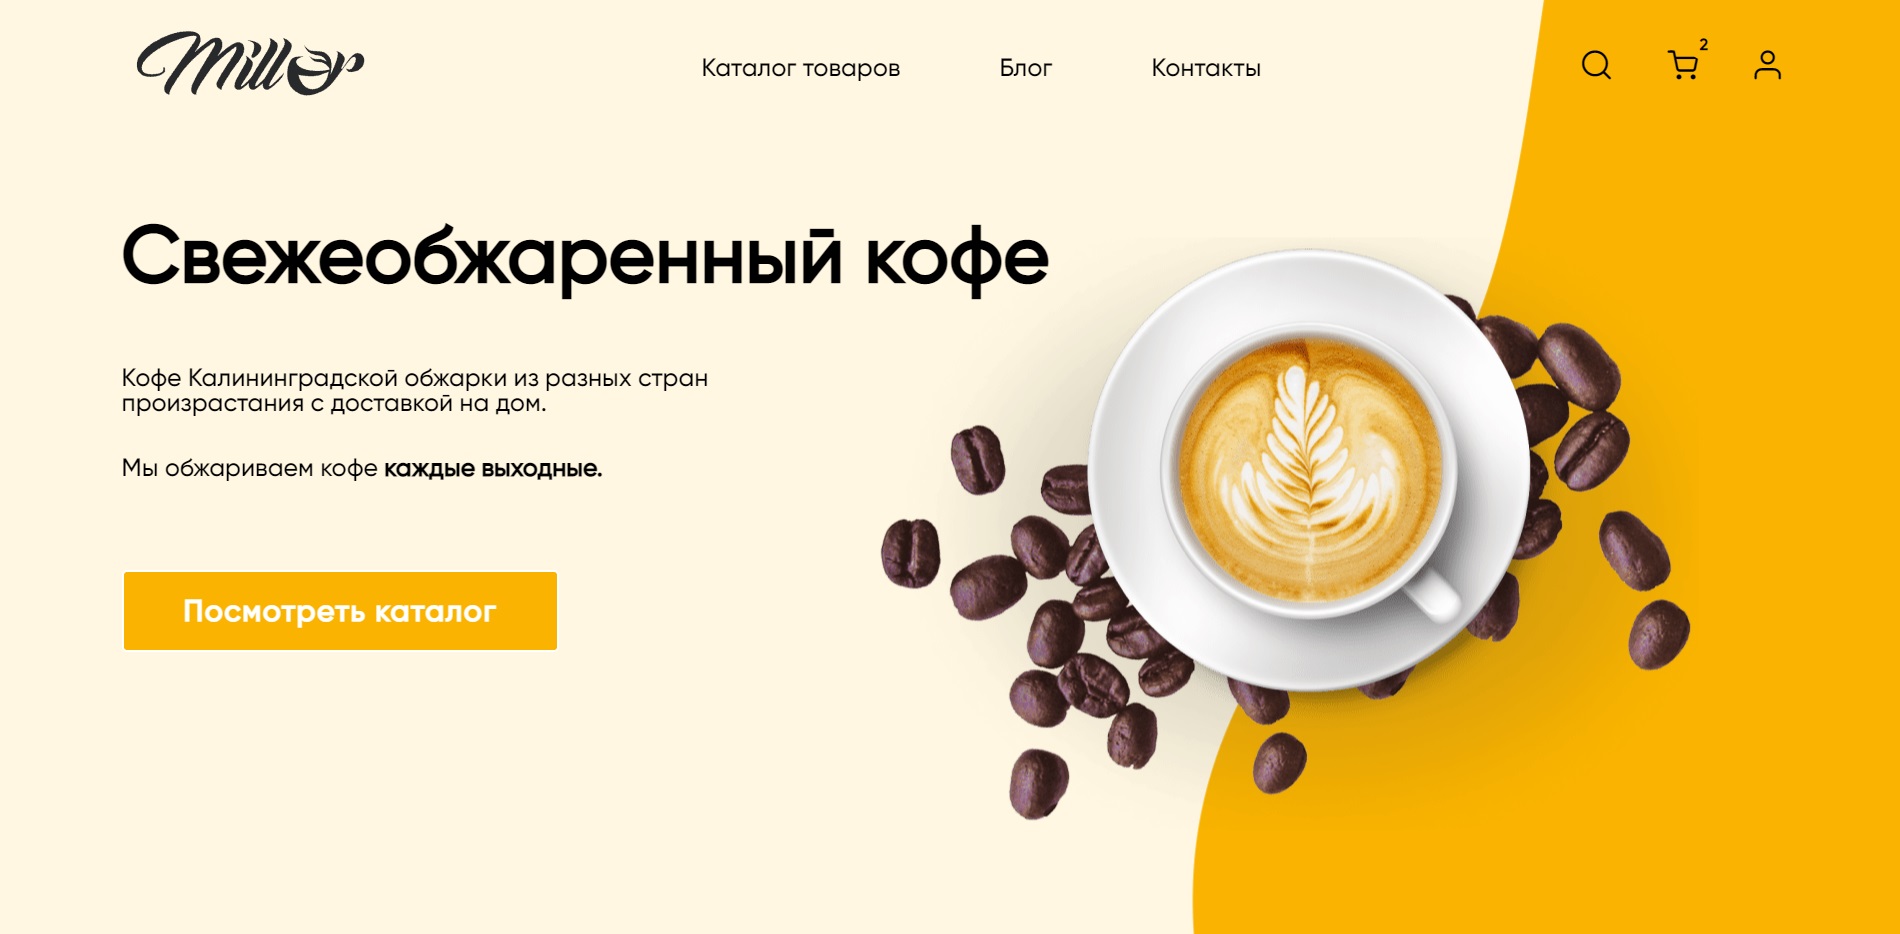 Miller
Каталог товаров
Блог
Контакты
2
Свежеобжаренный кофе
Кофе Калининградской обжарки из разных стран
произрастания с доставкой на дом.
Мы обжариваем кофе каждые выходные.
Посмотреть каталог